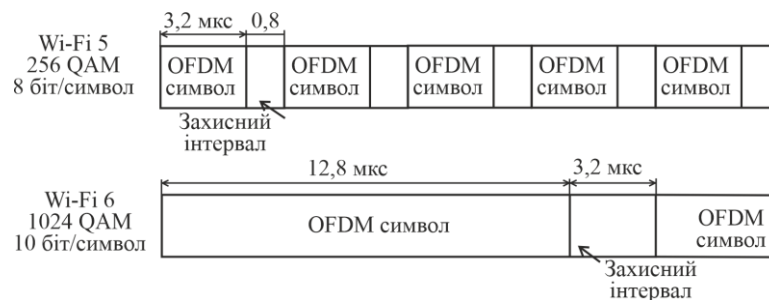 3,2 мкс 0,8
Wi-Fi 5
256 QAM
8 біт/символ
OFDM
символ
OFDM
символ
OFDM
символ
OFDM
символ
OFDM
символ
Захисний
інтервал
12,8 мкс 3,2 мкс
Wi-Fi 6
1024 QAM
10 біт/символ
OFDM символ
OFDM
символ
Захисний
інтервал